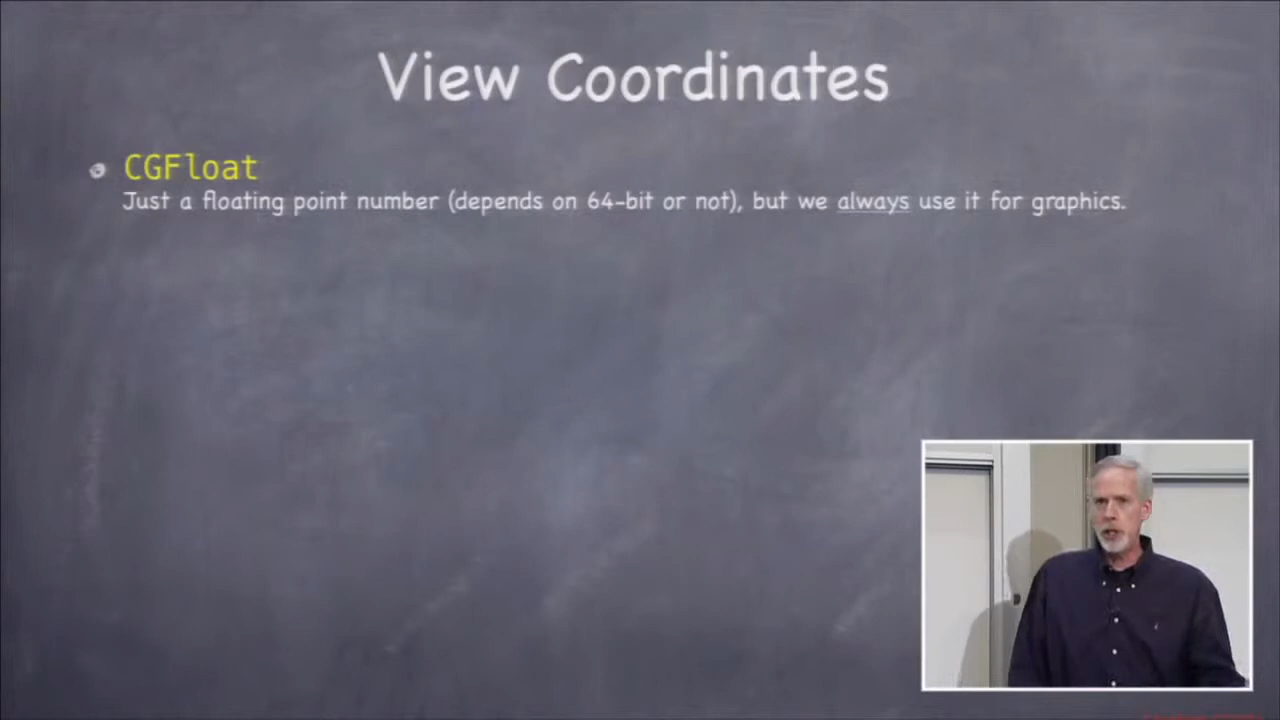 View Coordinates
CGFloat
Just a floating point number (depends on 64-bit or not), but we always use it for graphics.